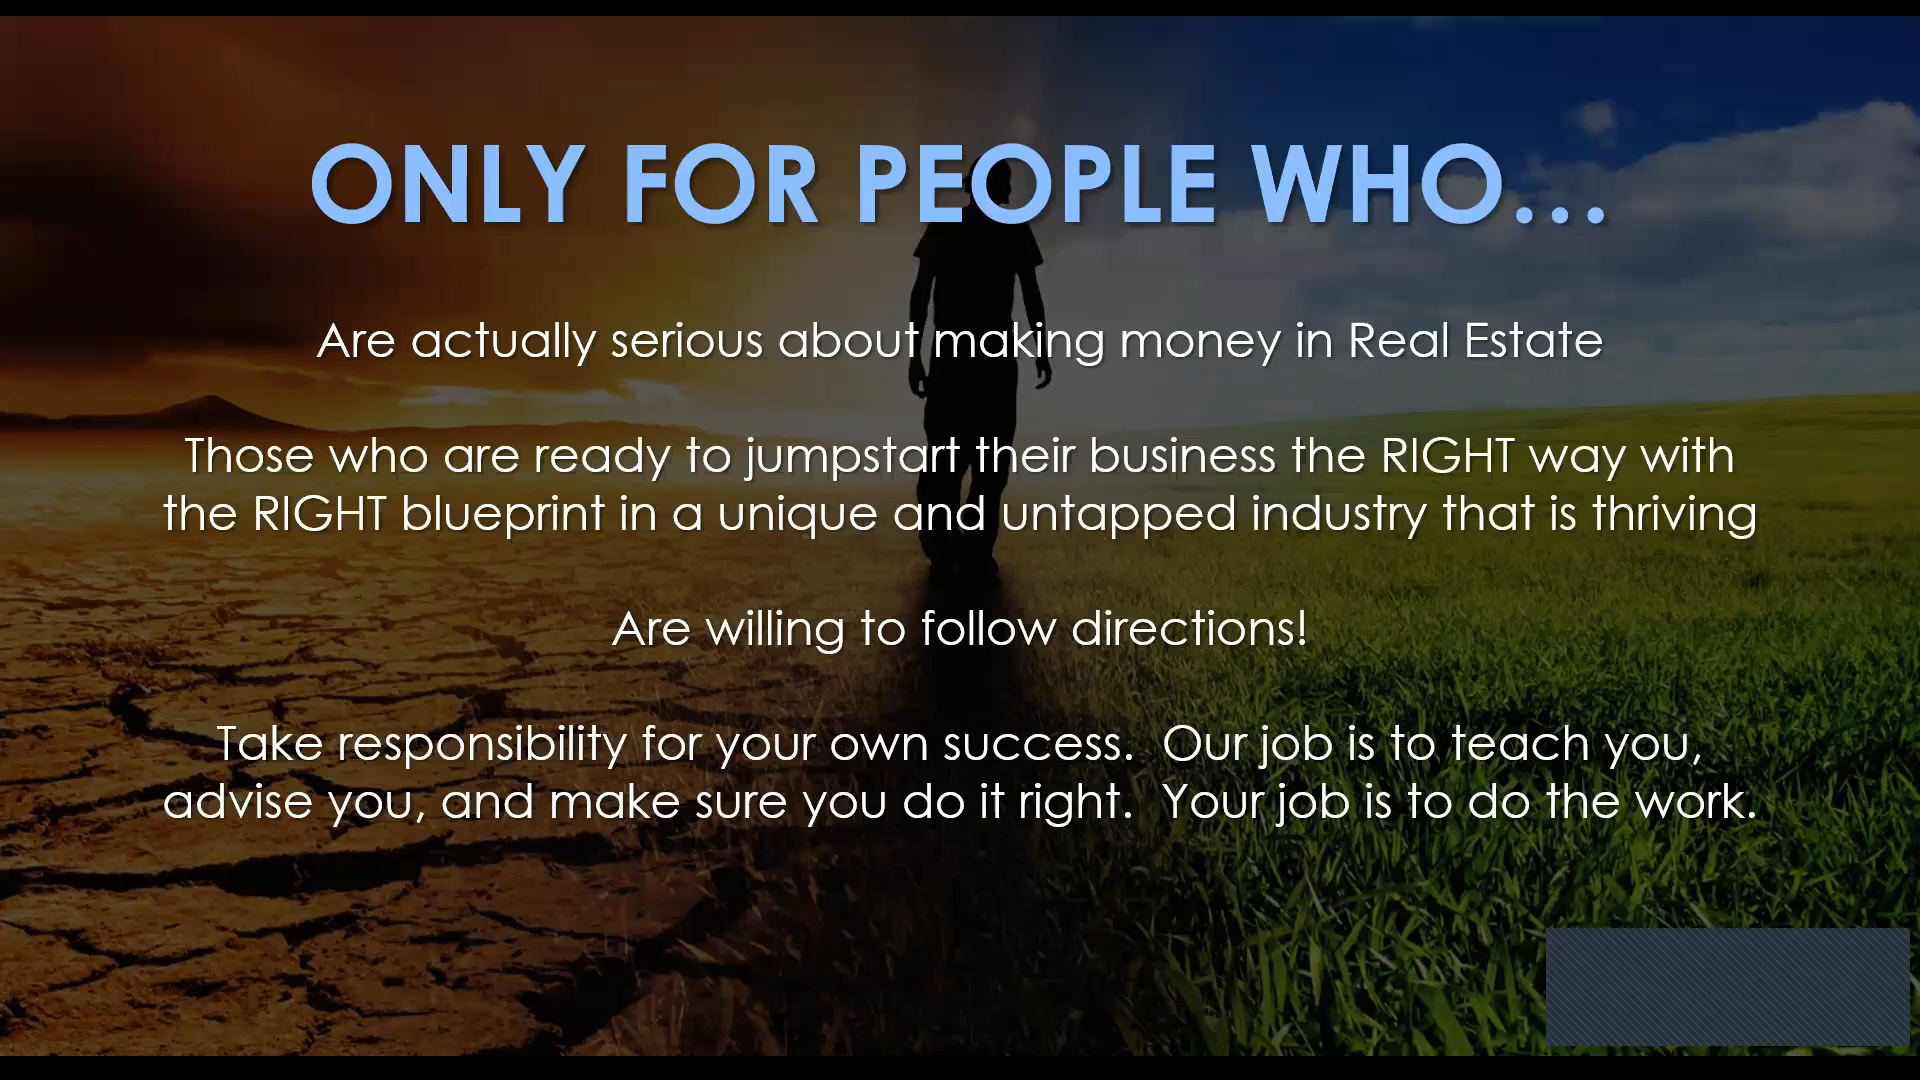 ONLY FOR PEOPLE WHO...
Are actually serious about making money in Real Estate
Those who are ready to jumpstart their business the RIGHT way with
the RIGHT blueprint in a unique and untapped industry that is thriving
Are willing to follow directions!
Take responsibility for your own success.  Our job is to teach you,
advise you, and make sure you do it right.  Your job is to do the work.